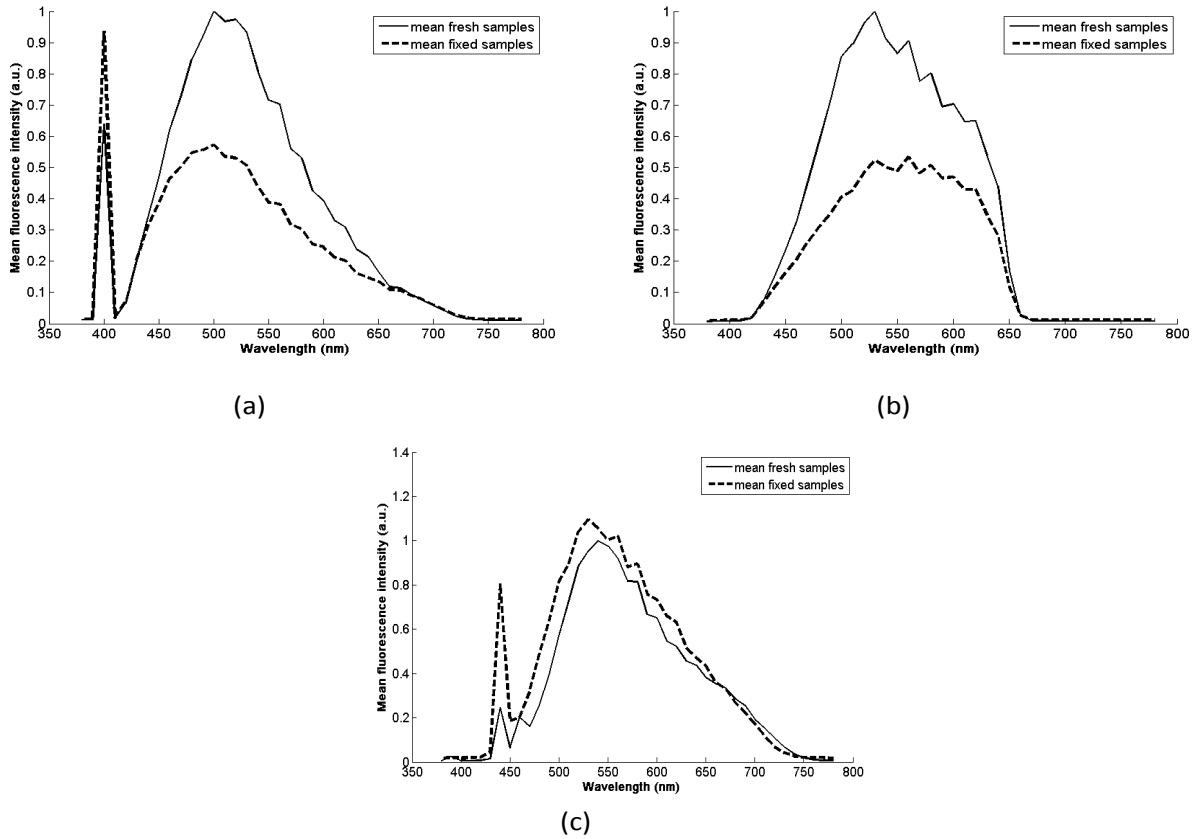 mean fresh samples
mean fixed samples
Mean fluorescence intensity (a.u.)
1
0.9
0.8
0.7
0.6
0.5
0.4
0.3
0.2
0.1
0
350 400 450 500 550 600 650 700 750 800
Wavelength (nm)
(a)
mean fresh samples
mean fixed samples
Mean fluorescence intensity (a.u.)
1
0.9
0.8
0.7
0.6
0.5
0.4
0.3
0.2
0.1
0
350 400 450 500 550 600 650 700 750 800
Wavelength (nm)
(b)
mean fresh samples
mean fixed samples
Mean fluorescence intensity (a.u.)
1.4
1.2
1
0.8
0.6
0.4
0.2
0
350 400 450 500 550 600 650 700 750 800
Wavelength (nm)
(c)